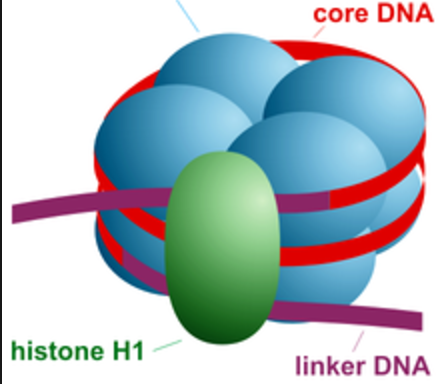 core DNA
histone H1
linker DNA